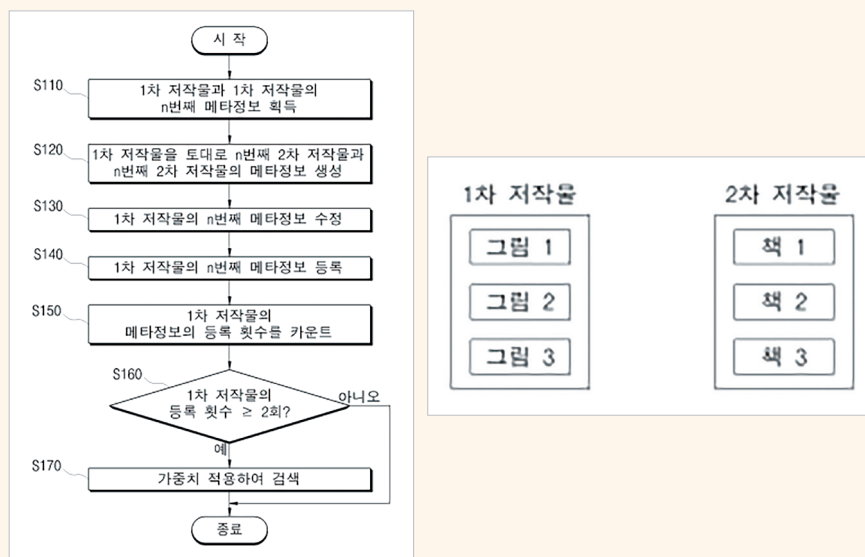 시 작
S110
1차 저작물과 1차 저작물의
n번째 메타정보 획득
S120
1차 저작물을 토대로 n번째 2차 저작물과
n번째 2차 저작물의 메타정보 생성
S130
1차 저작물의 n번째 메타정보 수정
S140
1차 저작물의 n번째 메타정보 등록
S150
1차 저작물의
메타정보의 등록 횟수를 카운트
S160
1차 저작물의
등록 횟수 ≥ 2회?
아니오
예
S170
가중치 적용하여 검색
종료
1차 저작물
그림 1
그림 2
그림 3
2차 저작물
책 1
책 2
책 3